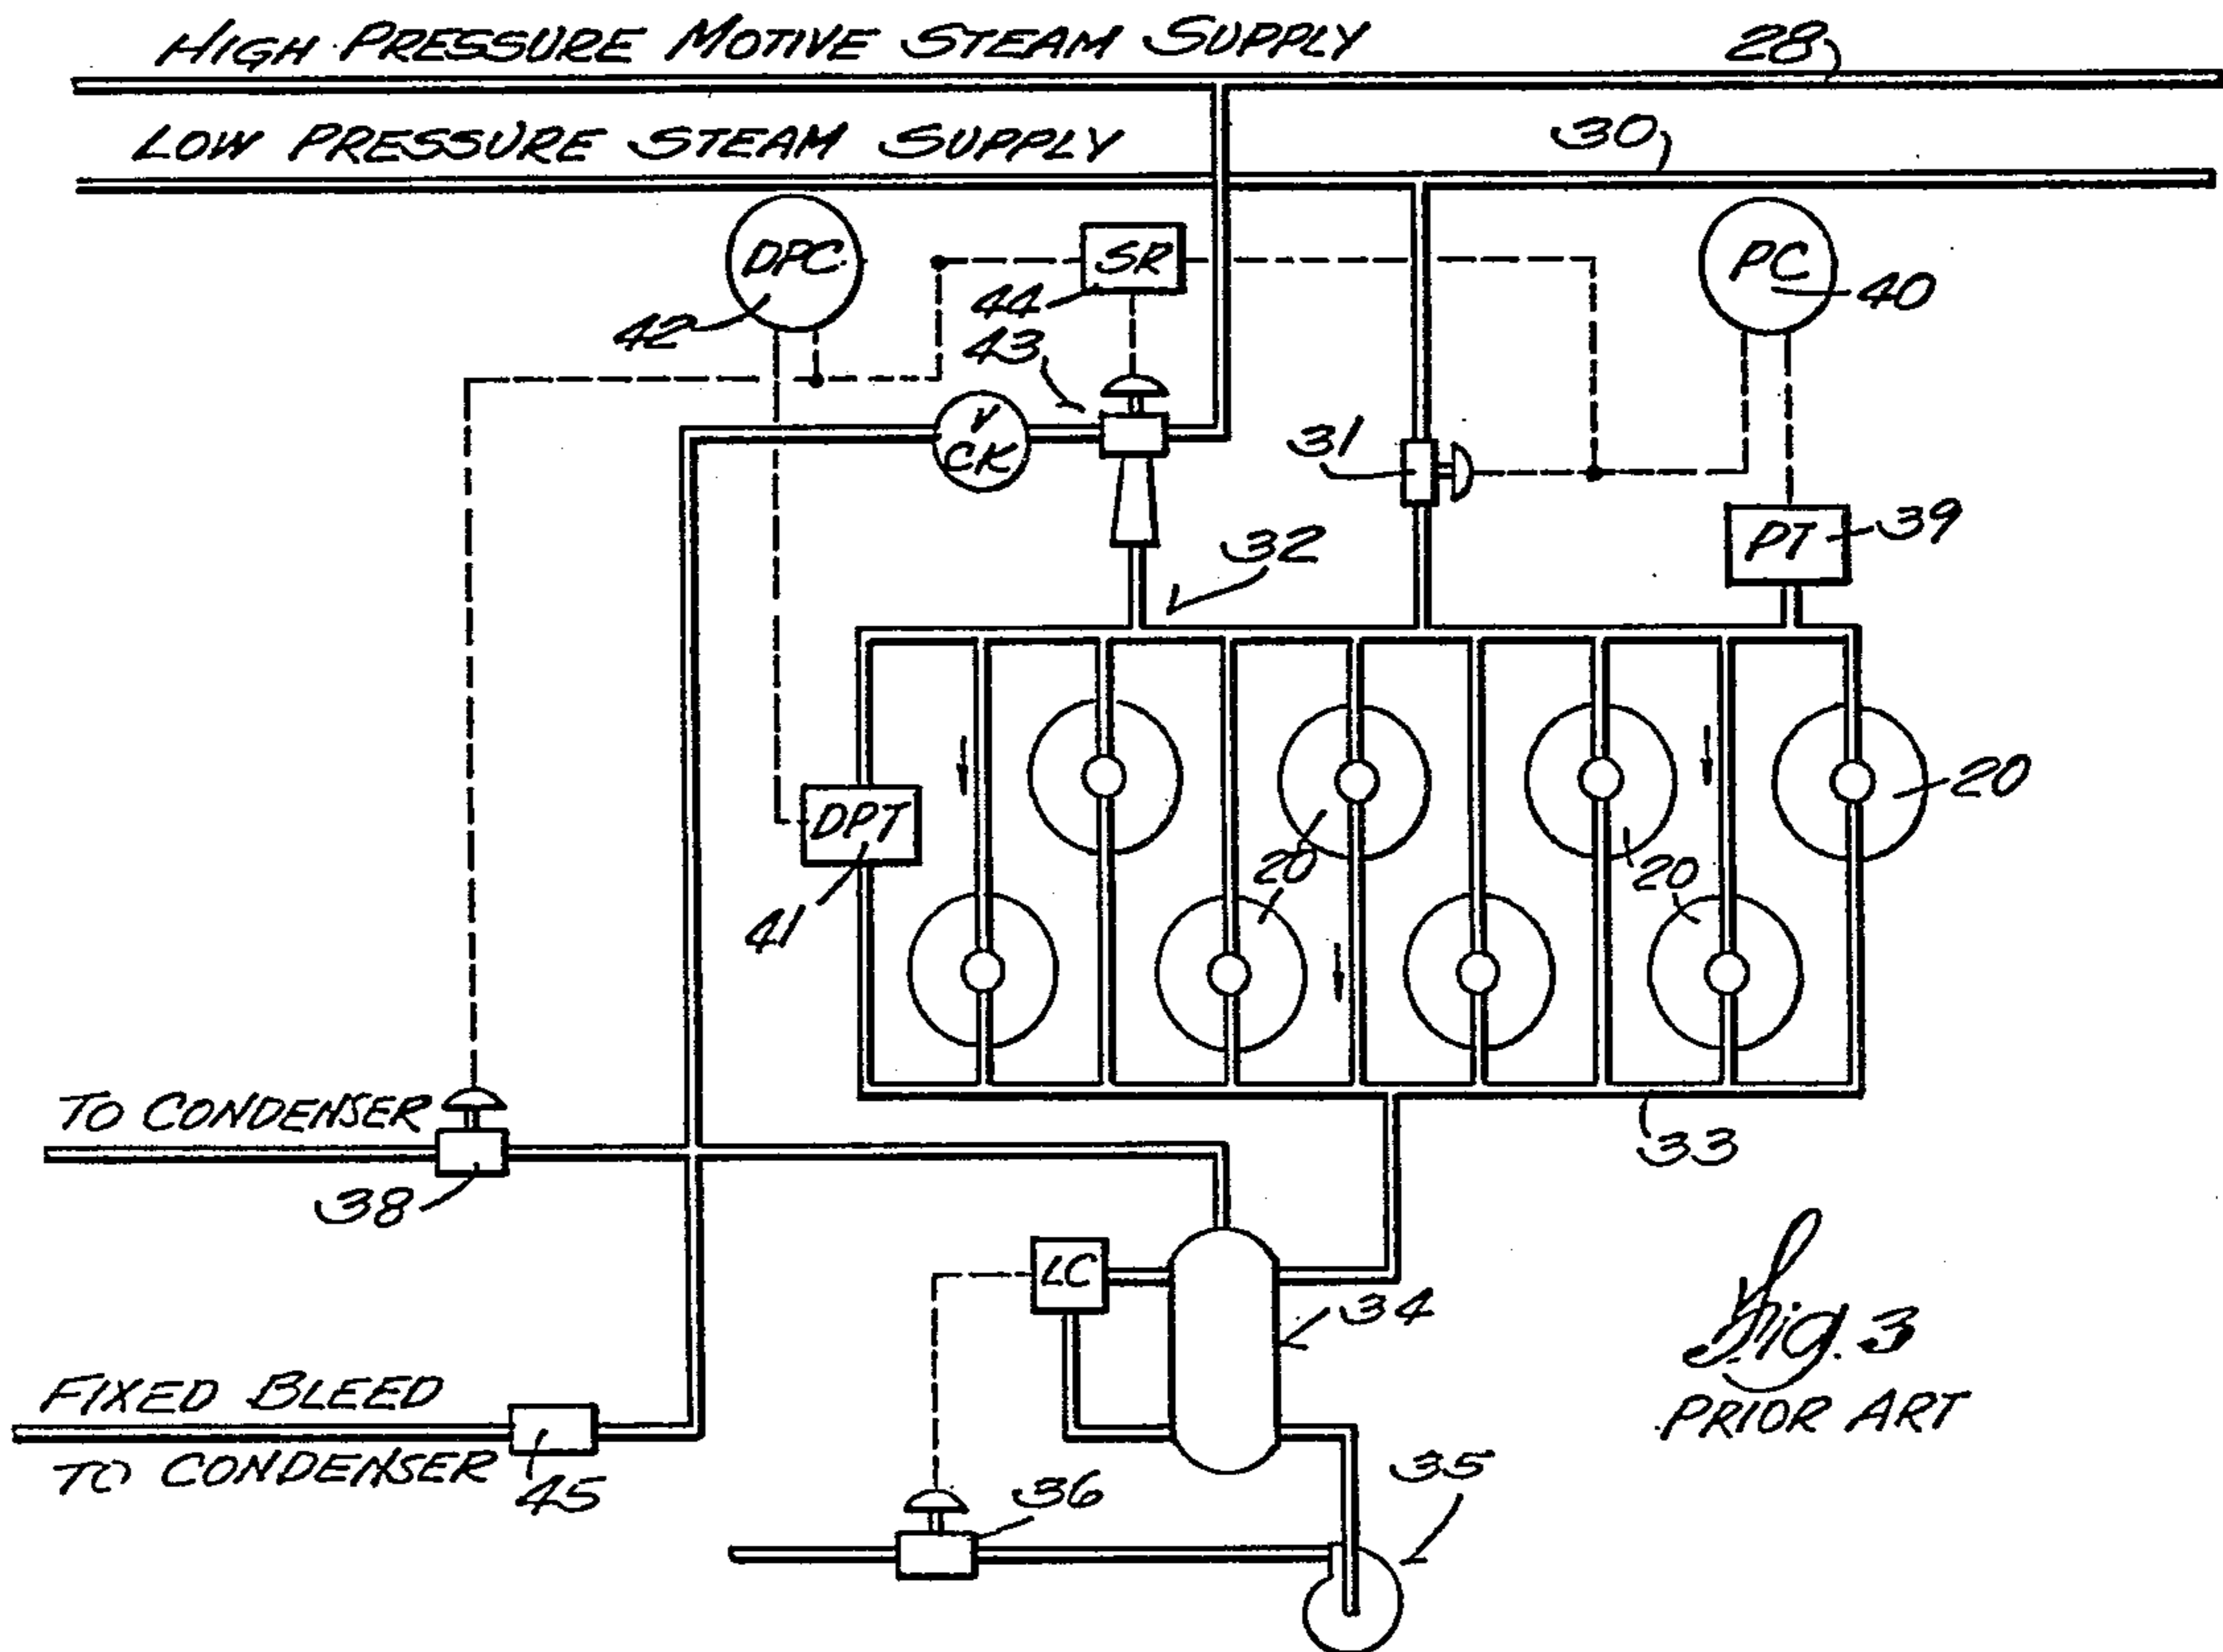 HIGH PRESSURE MOTIVE STEAM SUPPLY 28
LOW PRESSURE STEAM SUPPLY 30
DPC
SR
PC
42
44
40
43
V
CK
31
PT
39
32
DPT
20
20
20
41
TO CONDENSER
33
38
LC
34
Fig. 3
PRIOR ART
FIXED BLEED
TO CONDENSER
45
36
35